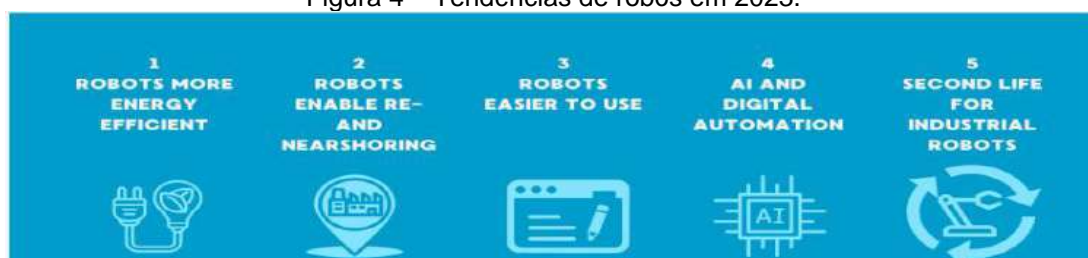 Figura 4 – Tendências de robôs em 2023.
1
ROBOTS MORE
ENERGY
EFFICIENT
2
ROBOTS
ENABLE RE-
AND
NEARSHORING
3
ROBOTS
EASIER TO USE
4
AI AND
DIGITAL
AUTOMATION
5
SECOND LIFE
FOR
INDUSTRIAL
ROBOTS
AI